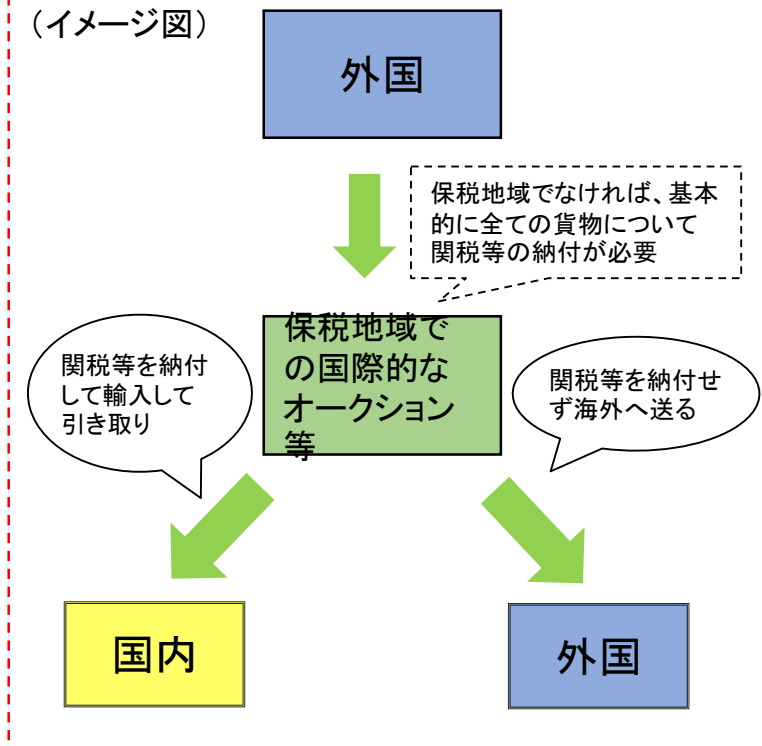 （イメージ図）
外国
保税地域でなければ、基本
的に全ての貨物について
関税等の納付が必要
保税地域で
の国際的な
オークション
等
関税等を納付
して輸入して
引き取り
関税等を納付せ
ず海外へ送る
国内
外国